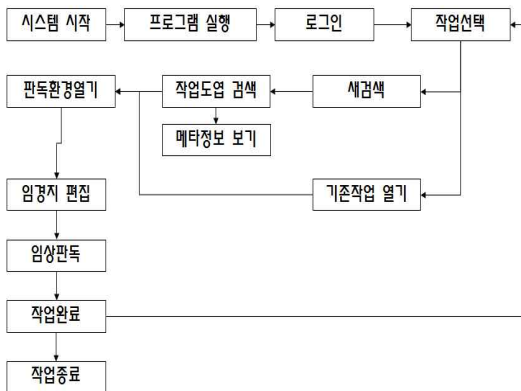 시스템 시작
프로그램 실행
로그인
작업선택
판독환경열기
작업도엽 검색
새검색
메타정보 보기
임경지 편집
기존작업 열기
임상판독
작업완료
작업종료